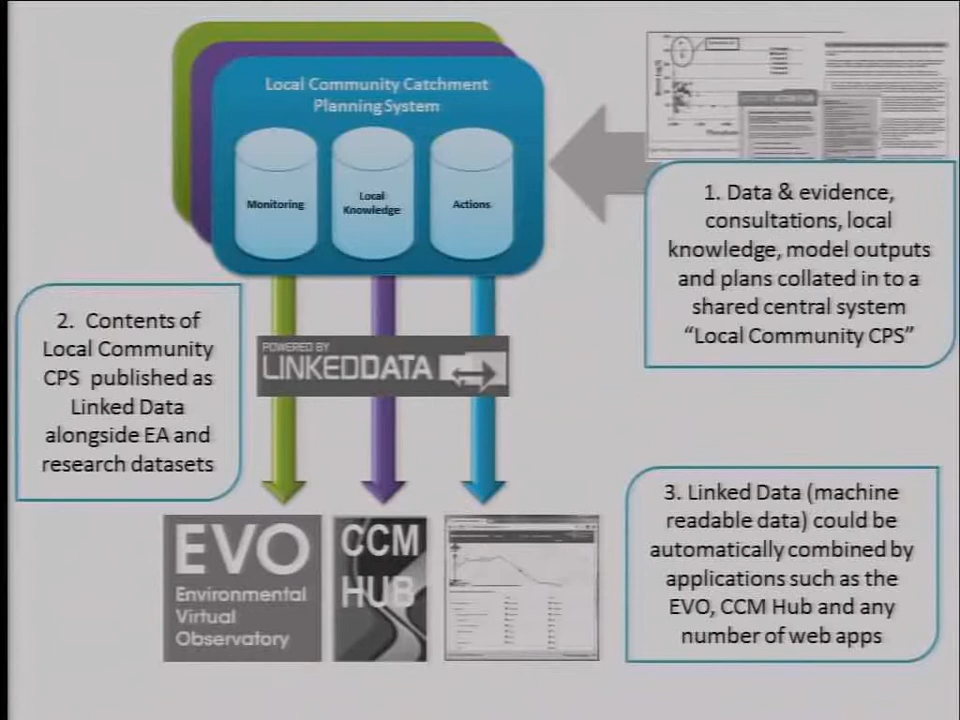 Local Community Catchment
Planning System
Monitoring
Local
Knowledge
Actions
1. Data & evidence,
consultations, local
knowledge, model outputs
and plans collated in to a
shared central system
“Local Community CPS”
2. Contents of
Local Community
CPS published as
Linked Data
alongside EA and
research datasets
POWERED BY
LINKEDDATA
3. Linked Data (machine
readable data) could be
automatically combined by
applications such as the
EVO, CCM Hub and any
number of web apps
EVO
Environmental
Virtual
Observatory
CCM
HUB